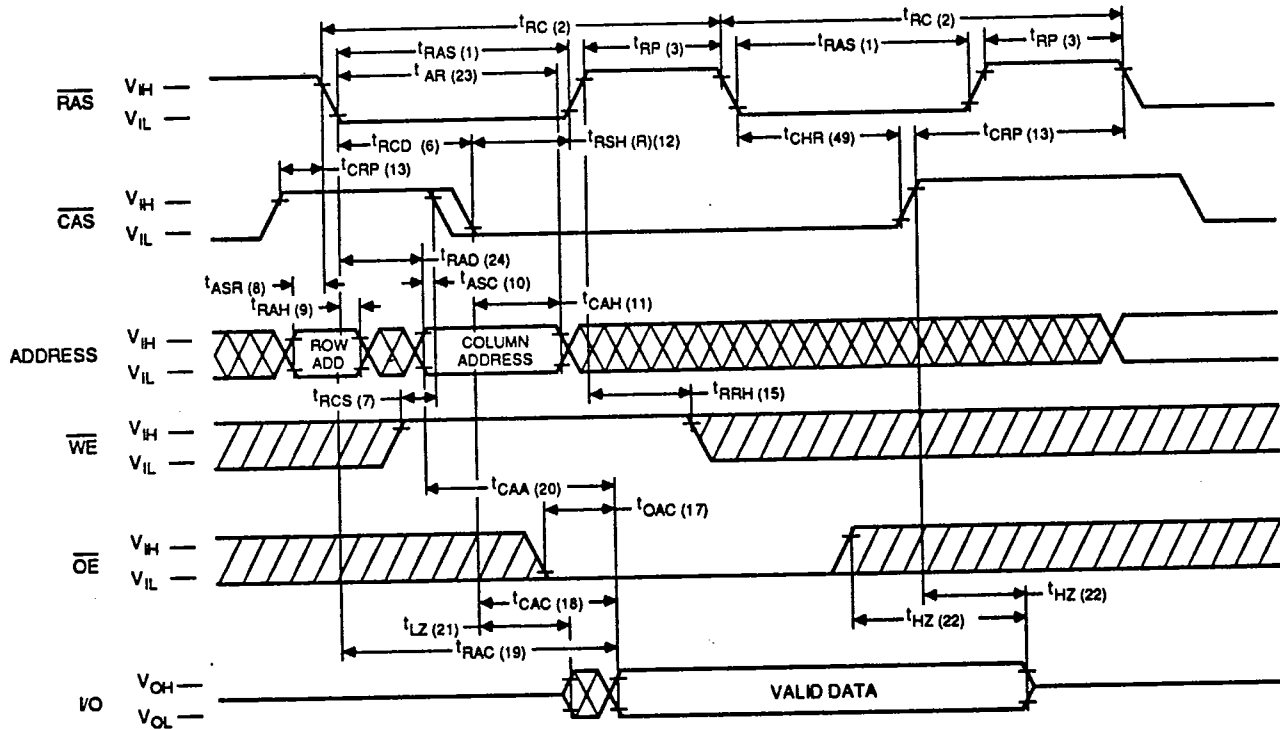 tRC (2) tRC (2)
tRAS (1) tRP (3) tRAS (1) tRP (3)
tAR (23)
RAS VIH
VIL
tRCD (6) tRSH (R)(12) tCHR (49) tCRP (13)
tCRP (13)
CAS VIH
VIL
tRAD (24)
tASR (8) tASC (10)
tRAH (9) tCAH (11)
ADDRESS VIH ROW ADD COLUMN ADDRESS
VIL
tRCS (7) tRRH (15)
WE VIH
VIL
tCAA (20)
tOAC (17)
OE VIH
VIL
tCAC (18) tHZ (22)
tLZ (21) tHZ (22)
tRAC (19)
I/O VOH VALID DATA
VOL